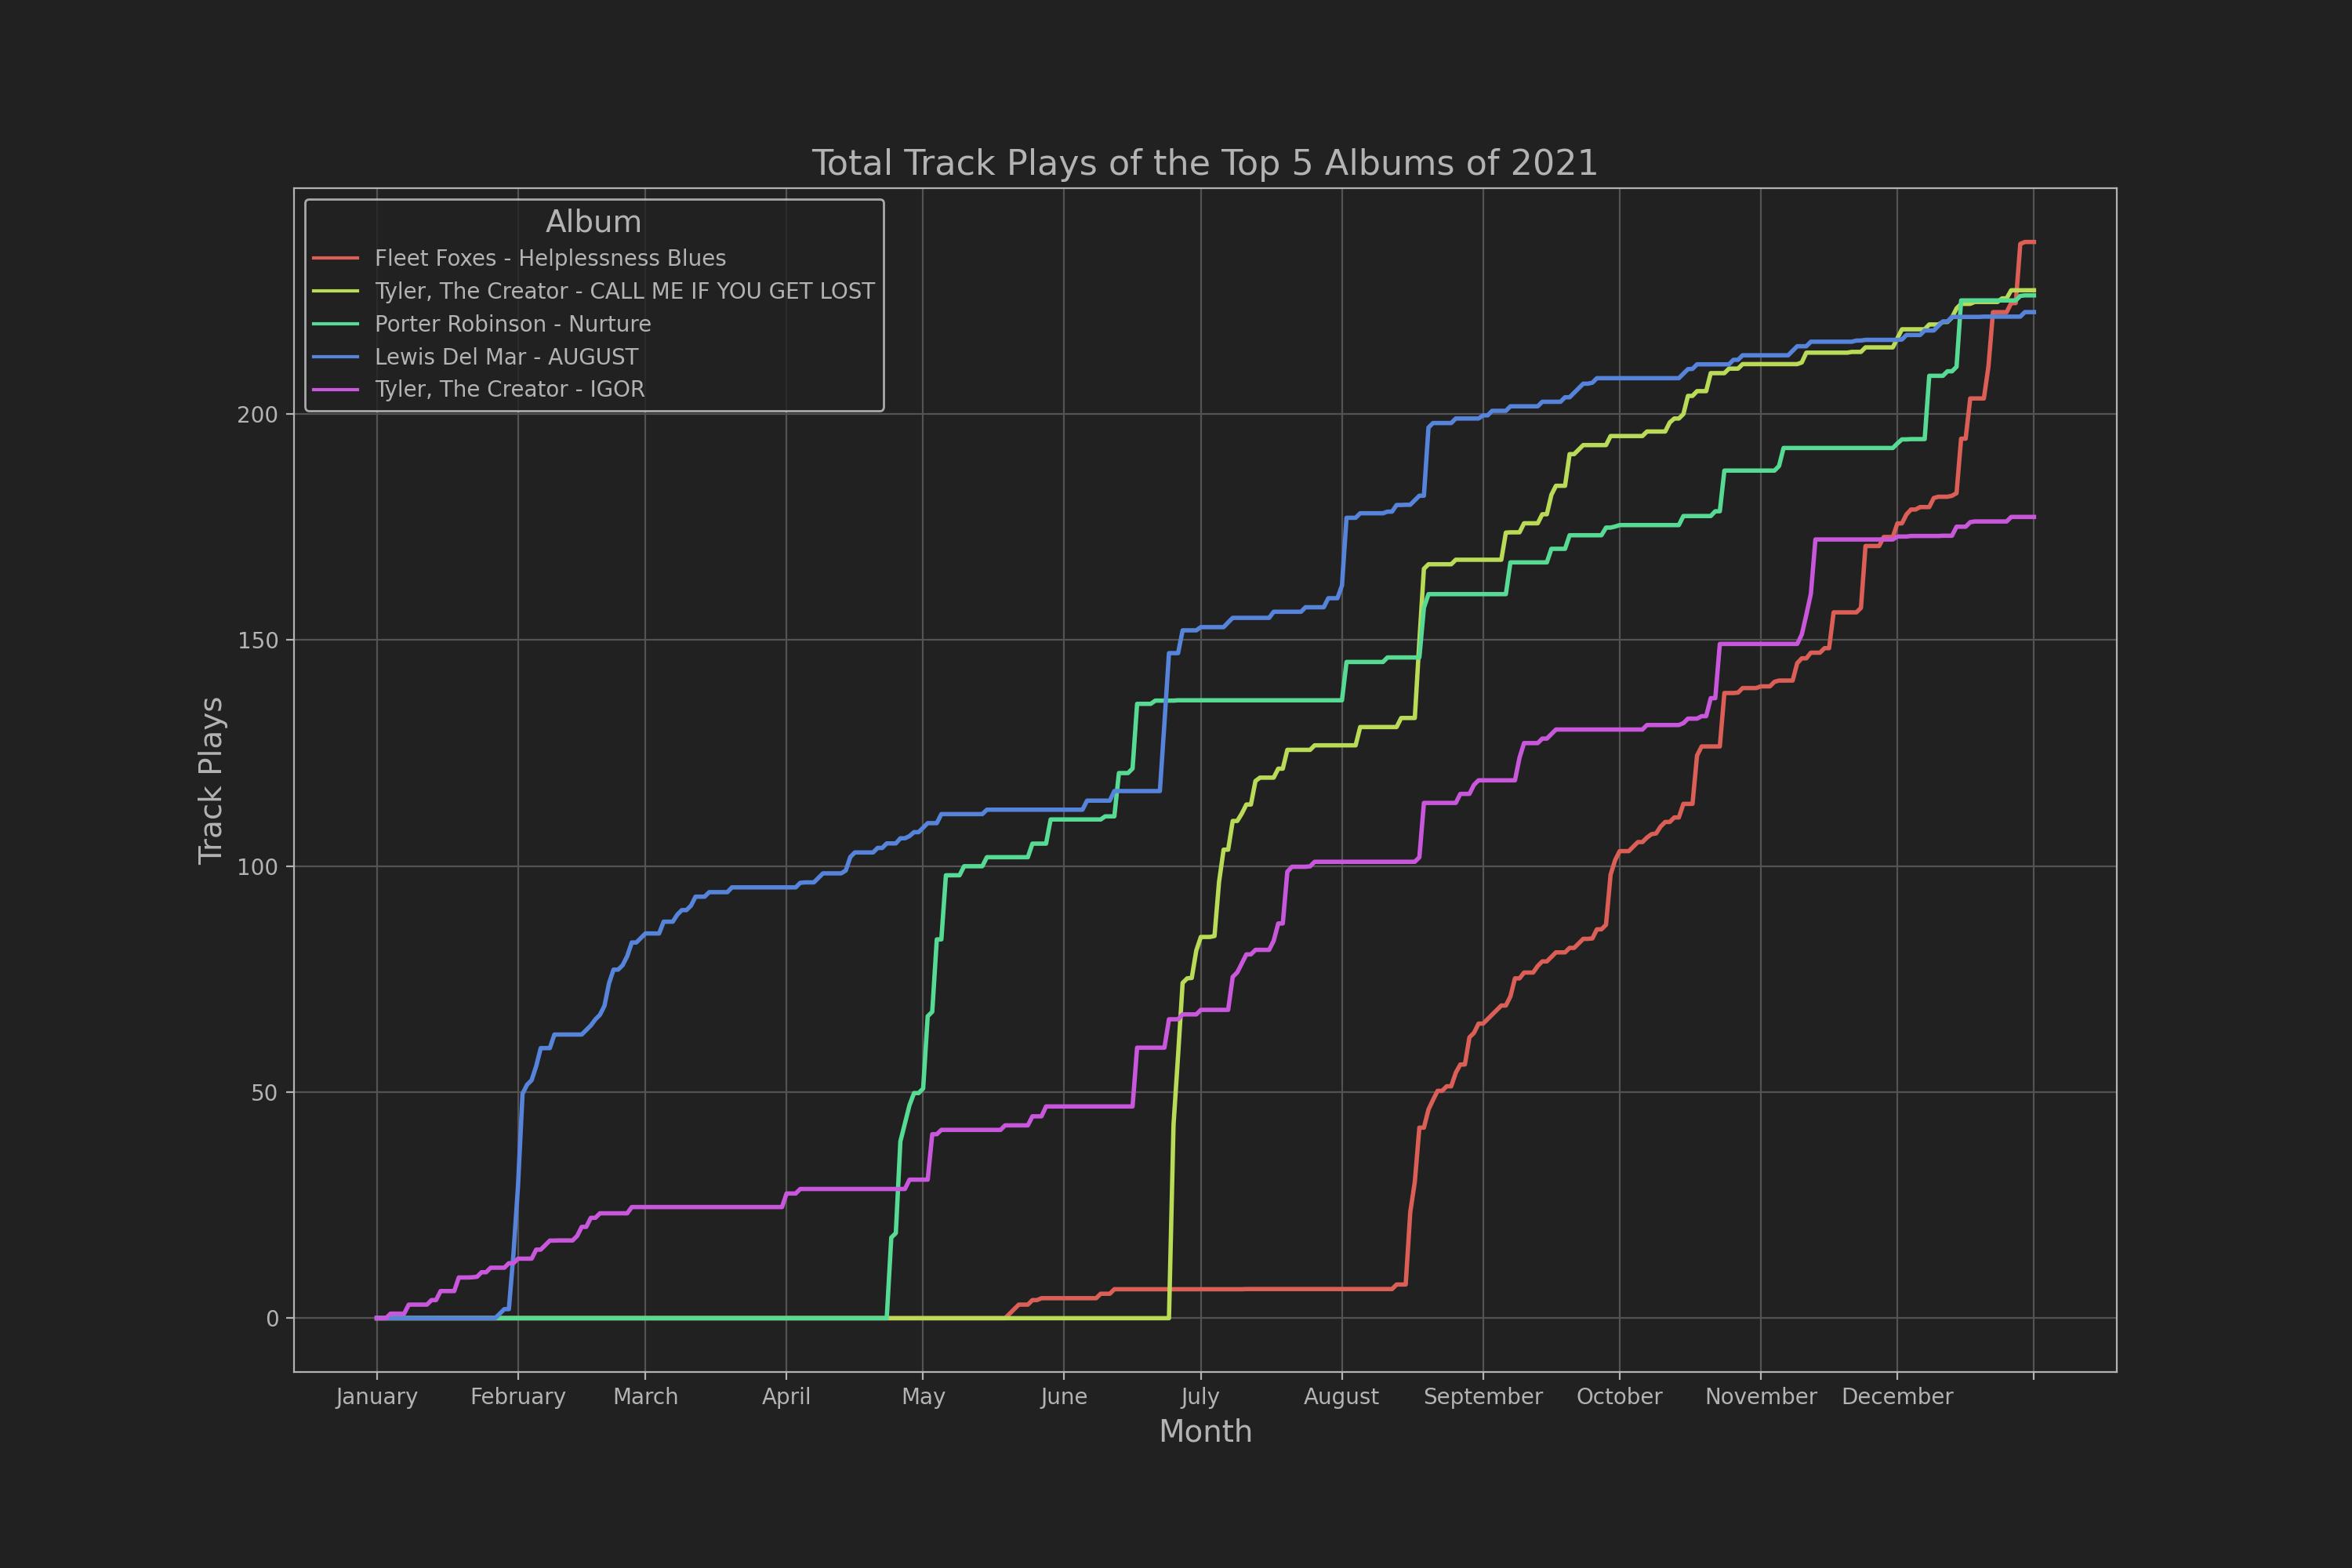 Total Track Plays of the Top 5 Albums of 2021
Album
Fleet Foxes - Helplessness Blues
Tyler, The Creator - CALL ME IF YOU GET LOST
Porter Robinson - Nurture
Lewis Del Mar - AUGUST
Tyler, The Creator - IGOR
200
150
100
50
0
Track Plays
January February March April May June July August September October November December
Month